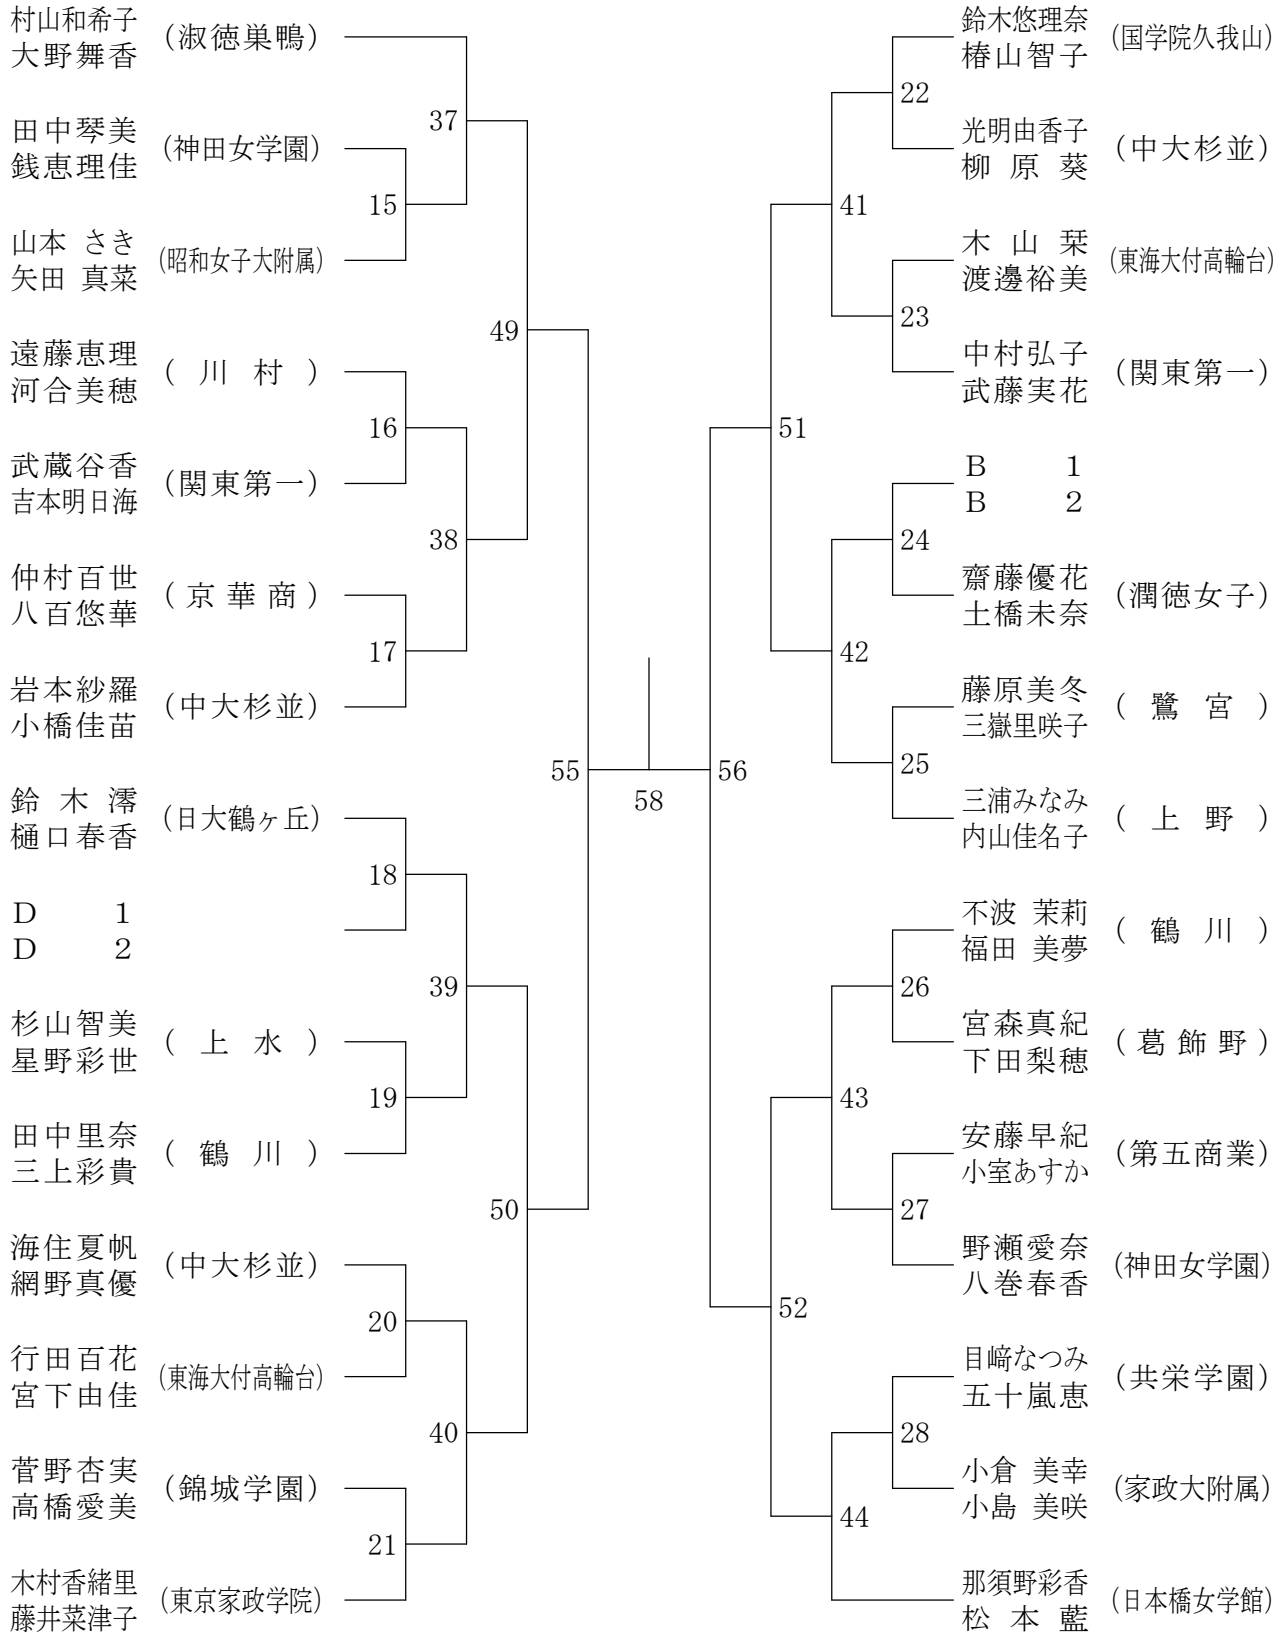 村山和希子
大野舞香
(淑徳巣鴨)
37
田中琴美
銭恵理佳
(神田女学園)
15
山本 さき
矢田 真菜
(昭和女子大附属)
49
遠藤恵理
河合美穂
(川村)
16
武蔵谷香
吉本明日海
(関東第一)
38
仲村百世
八百悠華
(京華商)
17
岩本紗羅
小橋佳苗
(中大杉並)
55
鈴木澪
樋口春香
(日大鶴ヶ丘)
18
D 1
D 2
39
杉山智美
星野彩世
(上水)
19
田中里奈
三上彩貴
(鶴川)
50
海住夏帆
網野真優
(中大杉並)
20
行田百花
宮下由佳
(東海大付高輪台)
40
菅野杏実
高橋愛美
(錦城学園)
21
木村香緒里
藤井菜津子
(東京家政学院)
58
鈴木悠理奈
椿山智子
(国学院久我山)
22
光明由香子
柳原葵
(中大杉並)
41
木山栞
渡邊裕美
(東海大付高輪台)
23
中村弘子
武藤実花
(関東第一)
51
B 1
B 2
24
齋藤優花
土橋未奈
(潤徳女子)
42
藤原美冬
三嶽里咲子
(鷺宮)
25
三浦みなみ
内山佳名子
(上野)
56
不波 茉莉
福田 美夢
(鶴川)
26
宮森真紀
下田梨穂
(葛飾野)
43
安藤早紀
小室あすか
(第五商業)
27
野瀬愛奈
八巻春香
(神田女学園)
52
目﨑なつみ
五十嵐恵
(共栄学園)
28
小倉 美幸
小島 美咲
(家政大附属)
44
那須野彩香
松本藍
(日本橋女学館)